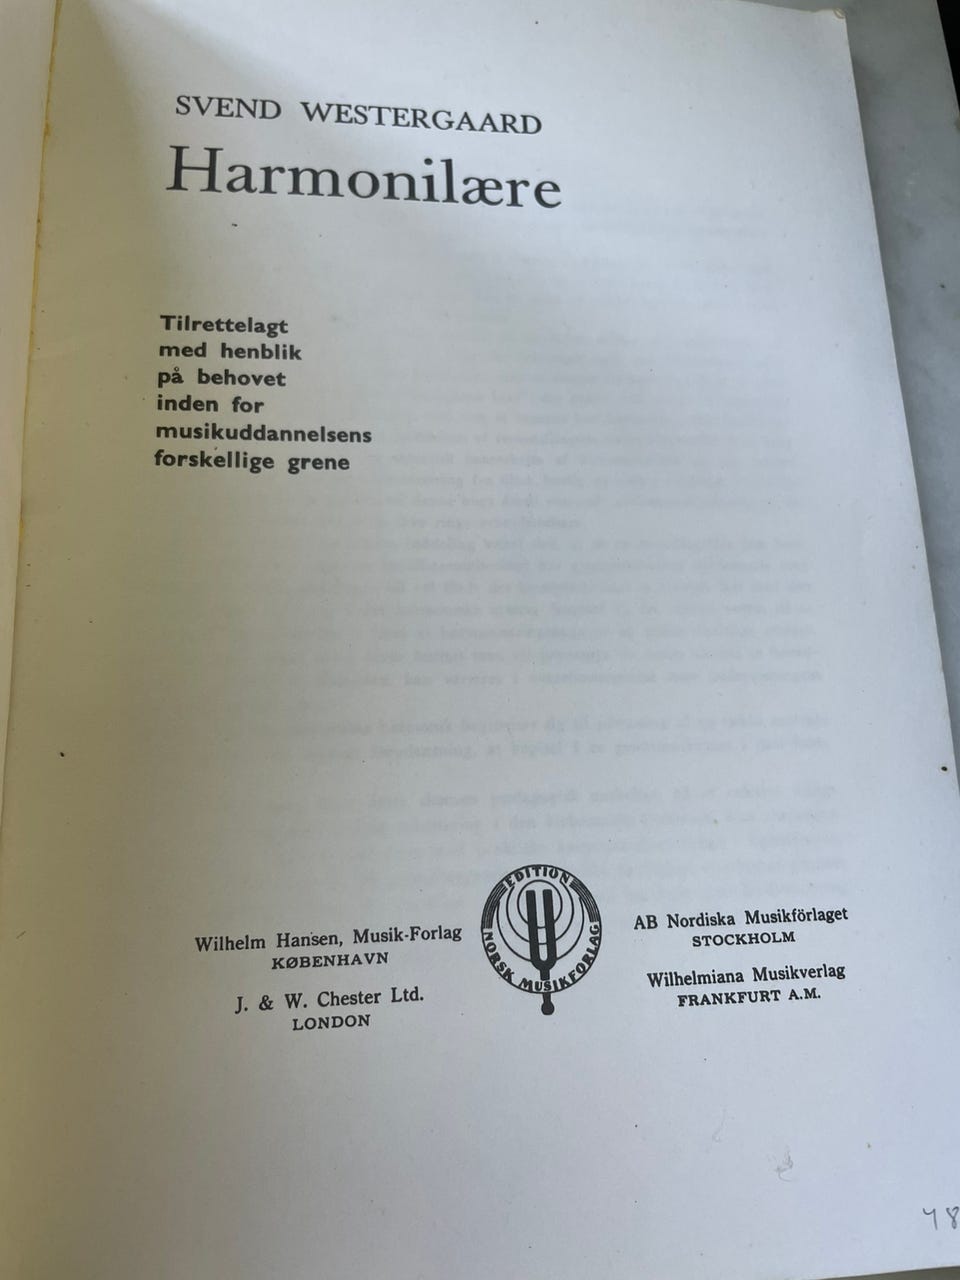 SVEND WESTERGAARD
Harmonilære
Tilrettelagt
med henblik
på behovet
inden for
musikuddannelsens
forskellige grene
Wilhelm Hansen, Musik-Forlag
KØBENHAVN
J. & W. Chester Ltd.
LONDON
EDITION
NORSK MUSIKFORLAG
AB Nordiska Musikförlaget
STOCKHOLM
Wilhelmiana Musikverlag
FRANKFURT A.M.
48